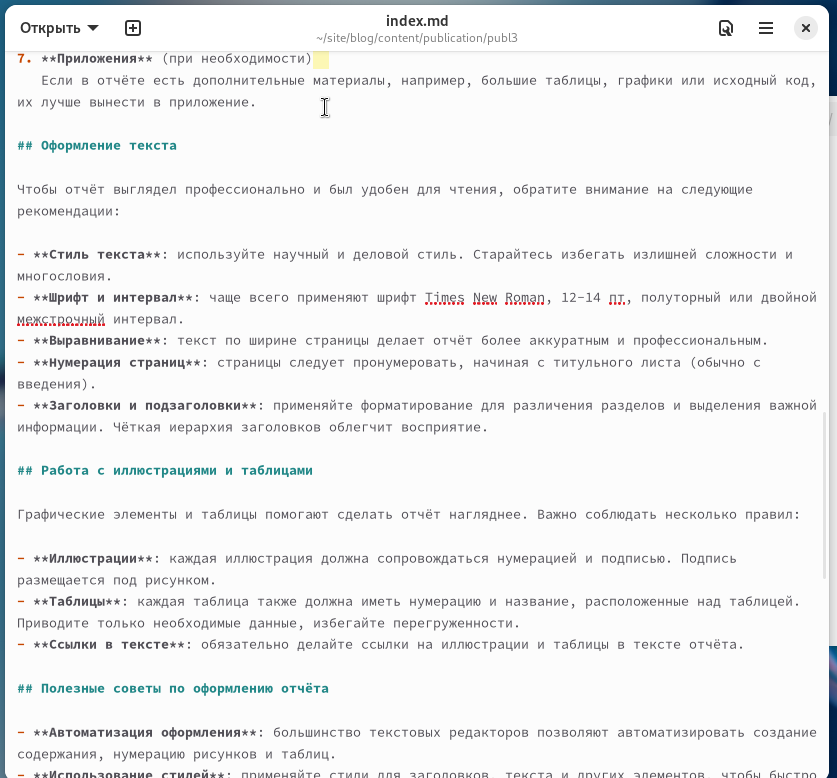 Открыть
index.md
~/site/blog/content/publication/publ3
7. **Приложения** (при необходимости)
Если в отчёте есть дополнительные материалы, например, большие таблицы, графики или исходный код,
их лучше вынести в приложение.
## Оформление текста
Чтобы отчёт выглядел профессионально и был удобен для чтения, обратите внимание на следующие
рекомендации:
- **Стиль текста**: используйте научный и деловой стиль. Старайтесь избегать излишней сложности и
многословия.
- **Шрифт и интервал**: чаще всего применяют шрифт Times New Roman, 12-14 пт, полуторный или двойной
межстрочный интервал.
- **Выравнивание**: текст по ширине страницы делает отчёт более аккуратным и профессиональным.
- **Нумерация страниц**: страницы следует пронумеровать, начиная с титульного листа (обычно с
введения).
- **Заголовки и подзаголовки**: применяйте форматирование для различения разделов и выделения важной
информации. Чёткая иерархия заголовков облегчит восприятие.
## Работа с иллюстрациями и таблицами
Графические элементы и таблицы помогают сделать отчёт нагляднее. Важно соблюдать несколько правил:
- **Иллюстрации**: каждая иллюстрация должна сопровождаться нумерацией и подписью. Подпись
размещается под рисунком.
- **Таблицы**: каждая таблица также должна иметь нумерацию и название, расположенные над таблицей.
Приводите только необходимые данные, избегайте перегруженности.
- **Ссылки в тексте**: обязательно делайте ссылки на иллюстрации и таблицы в тексте отчёта.
## Полезные советы по оформлению отчёта
- **Автоматизация оформления**: большинство текстовых редакторов позволяют автоматизировать создание
содержания, нумерацию рисунков и таблиц.
- **Использование стилей**: применяйте стили для заголовков, текста и других элементов, чтобы быстро